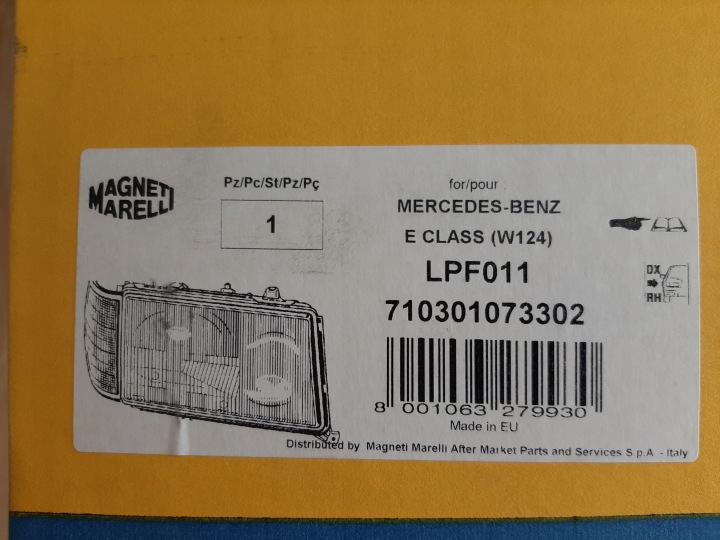 MAGNETI
MARELLI
Pz/Pc/St/Pz/Pç
1
for/pour
MERCEDES-BENZ
E CLASS (W124)
LPF011
710301073302
DX
RH
8 001063 279930
Made in EU
Distributed by Magneti Marelli After Market Parts and Services S.p.A. - Italy